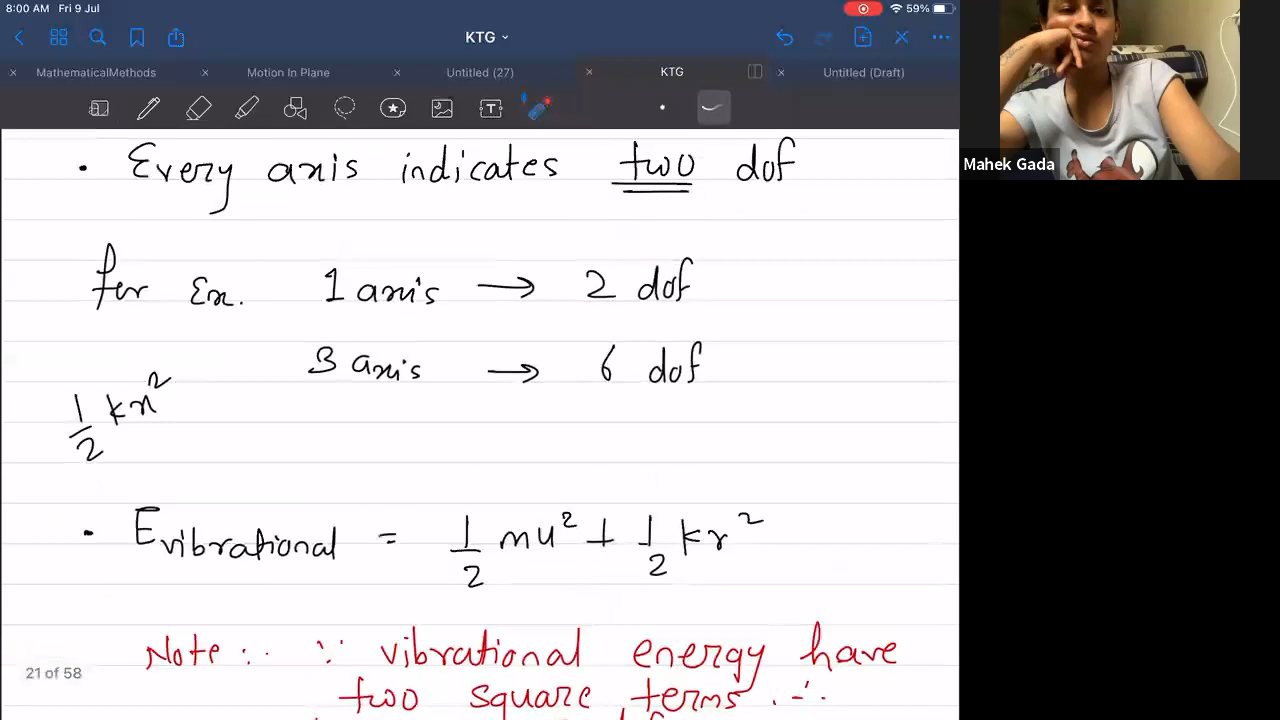 8:00 AM Fri 9 Jul
59%
KTG
MathematicalMethods
Motion In Plane
Untitled (27)
KTG
Untitled (Draft)
T
Mahek Gada
• Every axis indicates two dof
for Ex. 1 axis → 2 dof
3 axis → 6 dof
1/2 kx²
• Evibrational = 1/2 mu² + 1/2 kr²
Note :. ∵ vibrational energy have
two square terms ∴
21 of 58